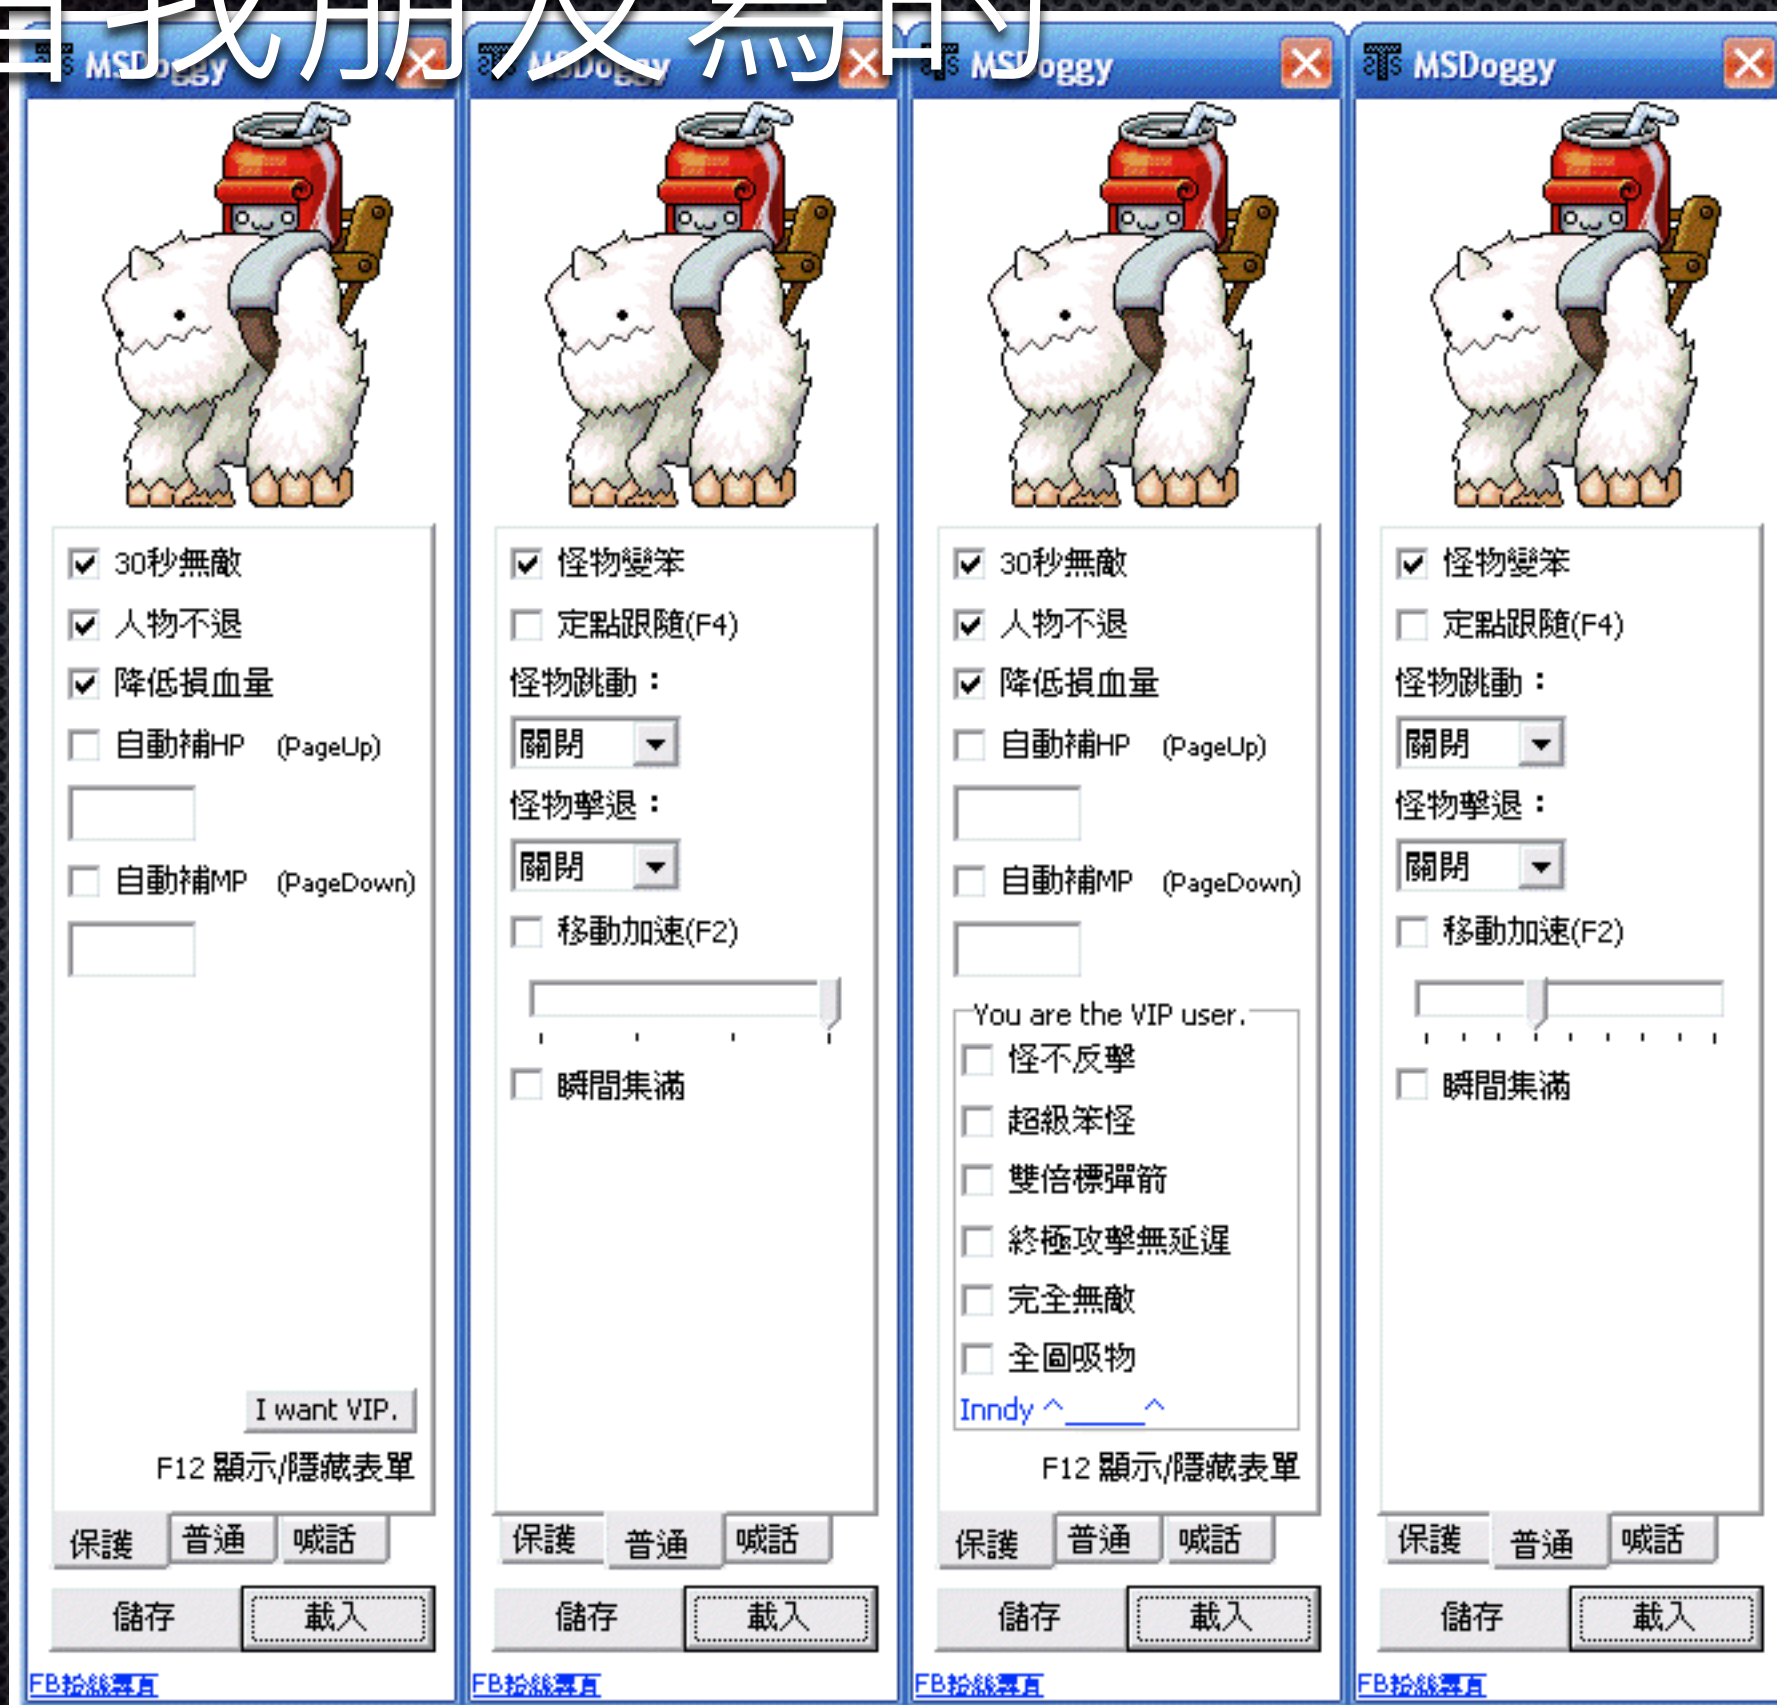 我朋友寫的
MSDoggy
30秒無敵
人物不退
降低損血量
自動補HP (PageUp)
自動補MP (PageDown)
I want VIP.
F12 顯示/隱藏表單
保護 普通 喊話
儲存 載入
FB粉絲專頁
MSDoggy
怪物變笨
定點跟隨(F4)
怪物跳動：
關閉
怪物擊退：
關閉
移動加速(F2)
瞬間集滿
保護 普通 喊話
儲存 載入
FB粉絲專頁
MSDoggy
30秒無敵
人物不退
降低損血量
自動補HP (PageUp)
自動補MP (PageDown)
You are the VIP user.
怪不反擊
超級笨怪
雙倍標彈箭
終極攻擊無延遲
完全無敵
全圖吸物
Inndy ^_____^
F12 顯示/隱藏表單
保護 普通 喊話
儲存 載入
FB粉絲專頁
MSDoggy
怪物變笨
定點跟隨(F4)
怪物跳動：
關閉
怪物擊退：
關閉
移動加速(F2)
瞬間集滿
保護 普通 喊話
儲存 載入
FB粉絲專頁